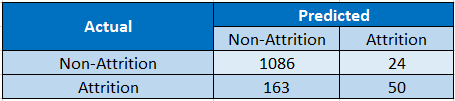 Actual Predicted
Non-Attrition Attrition
Non-Attrition 1086 24
Attrition 163 50